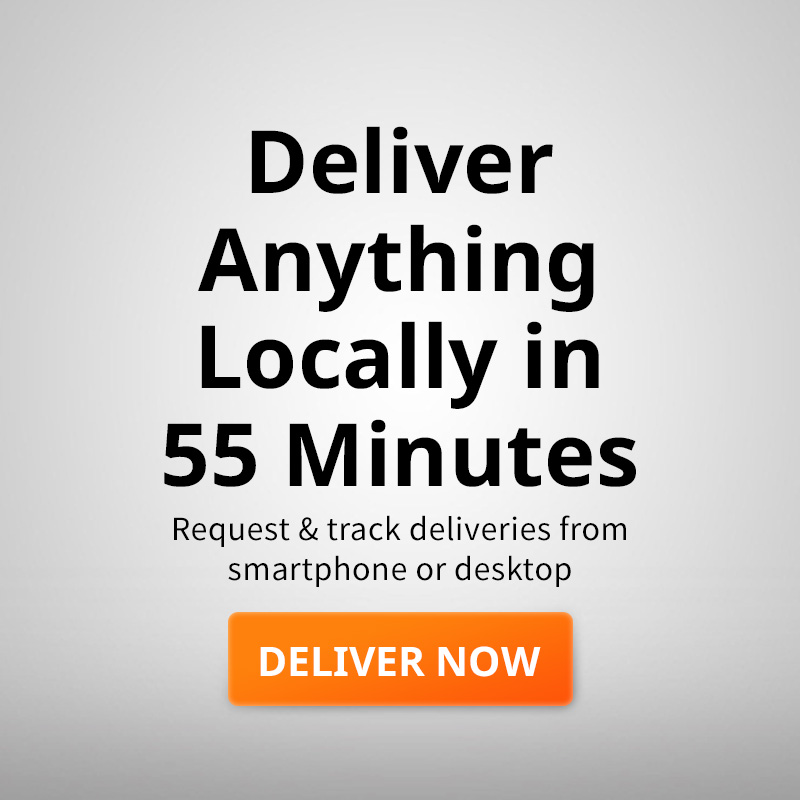 Deliver
Anything
Locally in
55 Minutes
Request & track deliveries from
smartphone or desktop
DELIVER NOW